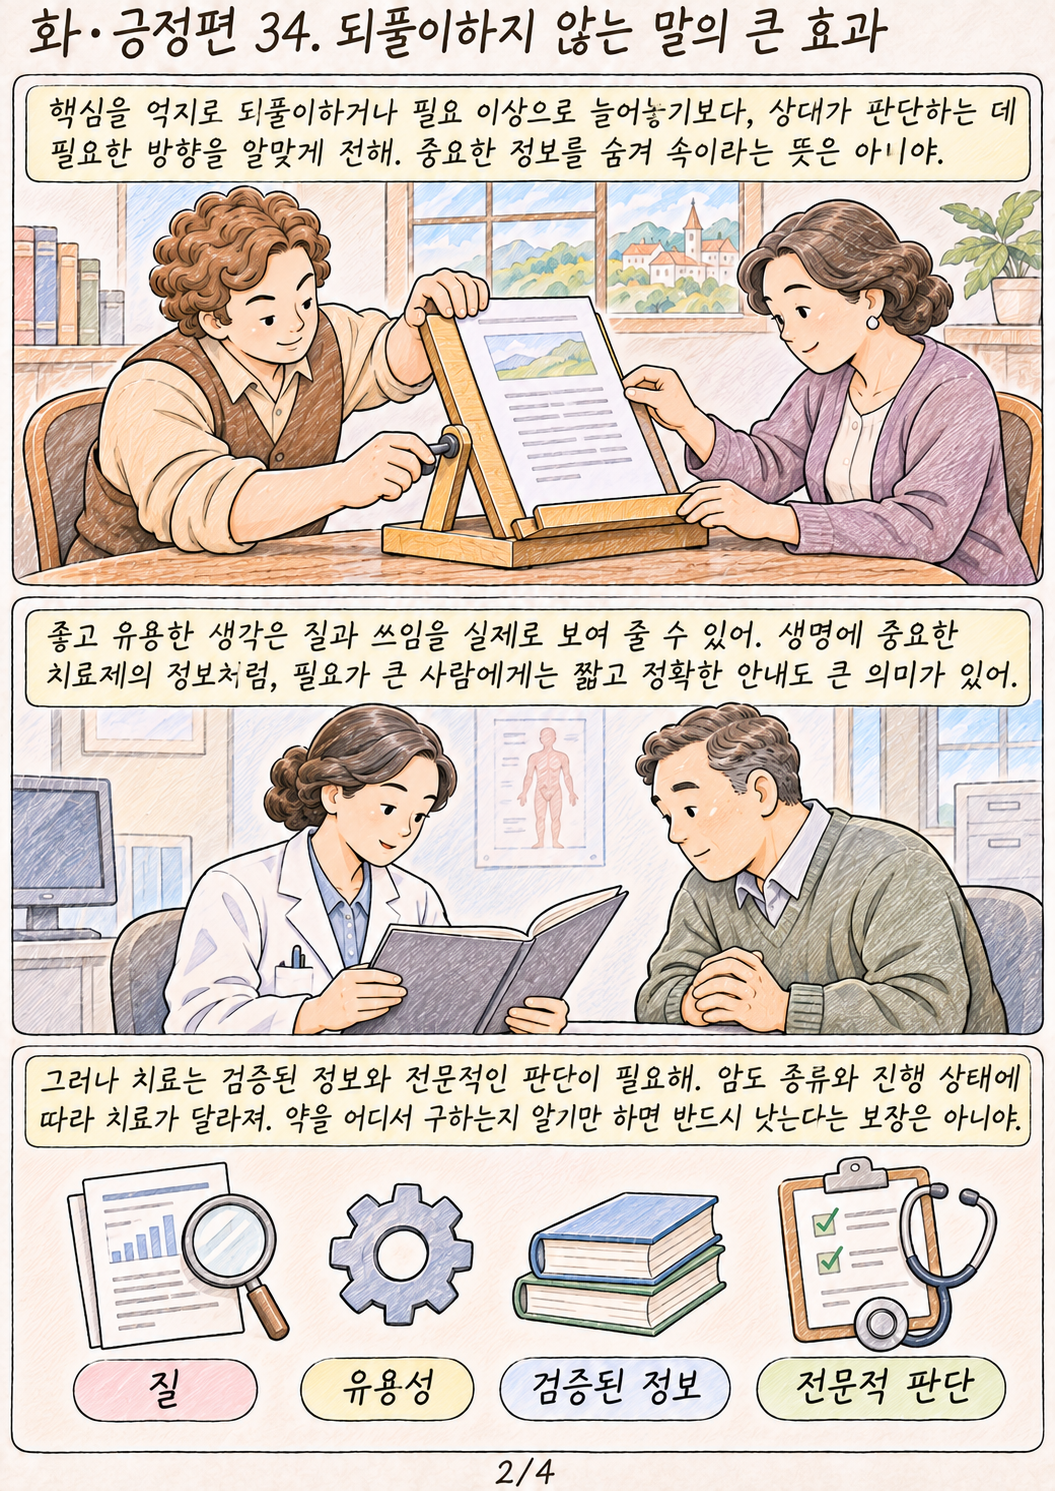 화·긍정편 34. 되풀이하지 않는 말의 큰 효과
핵심을 억지로 되풀이하거나 필요 이상으로 늘어놓기보다, 상대가 판단하는 데
필요한 방향을 알맞게 전해. 중요한 정보를 숨겨 속이라는 뜻은 아니야.
좋고 유용한 생각은 질과 쓰임을 실제로 보여 줄 수 있어. 생명에 중요한
치료제의 정보처럼, 필요가 큰 사람에게는 짧고 정확한 안내도 큰 의미가 있어.
그러나 치료는 검증된 정보와 전문적인 판단이 필요해. 암도 종류와 진행 상태에
따라 치료가 달라져. 약을 어디서 구하는지 알기만 하면 반드시 낫는다는 보장은 아니야.
질
유용성
검증된 정보
전문적 판단
2/4